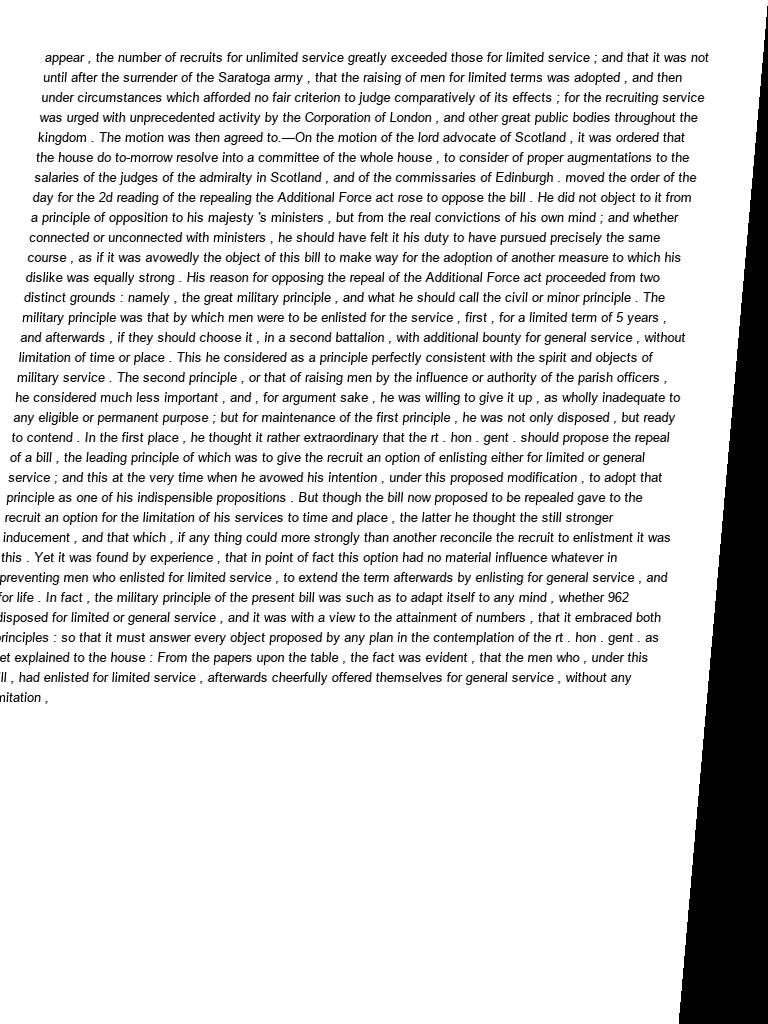 appear , the number of recruits for unlimited service greatly exceeded those for limited service ; and that it was not
until after the surrender of the Saratoga army , that the raising of men for limited terms was adopted , and then
under circumstances which afforded no fair criterion to judge comparatively of its effects ; for the recruiting service
was urged with unprecedented activity by the Corporation of London , and other great public bodies throughout the
kingdom . The motion was then agreed to.—On the motion of the lord advocate of Scotland , it was ordered that
the house do to-morrow resolve into a committee of the whole house , to consider of proper augmentations to the
salaries of the judges of the admiralty in Scotland , and of the commissaries of Edinburgh . moved the order of the
day for the 2d reading of the repealing the Additional Force act rose to oppose the bill . He did not object to it from
a principle of opposition to his majesty 's ministers , but from the real convictions of his own mind ; and whether
connected or unconnected with ministers , he should have felt it his duty to have pursued precisely the same
course , as if it was avowedly the object of this bill to make way for the adoption of another measure to which his
dislike was equally strong . His reason for opposing the repeal of the Additional Force act proceeded from two
distinct grounds : namely , the great military principle , and what he should call the civil or minor principle . The
military principle was that by which men were to be enlisted for the service , first , for a limited term of 5 years ,
and afterwards , if they should choose it , in a second battalion , with additional bounty for general service , without
limitation of time or place . This he considered as a principle perfectly consistent with the spirit and objects of
military service . The second principle , or that of raising men by the influence or authority of the parish officers ,
he considered much less important , and , for argument sake , he was willing to give it up , as wholly inadequate to
any eligible or permanent purpose ; but for maintenance of the first principle , he was not only disposed , but ready
to contend . In the first place , he thought it rather extraordinary that the rt . hon . gent . should propose the repeal
of a bill , the leading principle of which was to give the recruit an option of enlisting either for limited or general
service ; and this at the very time when he avowed his intention , under this proposed modification , to adopt that
principle as one of his indispensible propositions . But though the bill now proposed to be repealed gave to the
recruit an option for the limitation of his services to time and place , the latter he thought the still stronger
inducement , and that which , if any thing could more strongly than another reconcile the recruit to enlistment it was
this . Yet it was found by experience , that in point of fact this option had no material influence whatever in
preventing men who enlisted for limited service , to extend the term afterwards by enlisting for general service , and
for life . In fact , the military principle of the present bill was such as to adapt itself to any mind , whether 962
disposed for limited or general service , and it was with a view to the attainment of numbers , that it embraced both
rinciples : so that it must answer every object proposed by any plan in the contemplation of the rt . hon . gent . as
et explained to the house : From the papers upon the table , the fact was evident , that the men who , under this
ll , had enlisted for limited service , afterwards cheerfully offered themselves for general service , without any
mitation ,